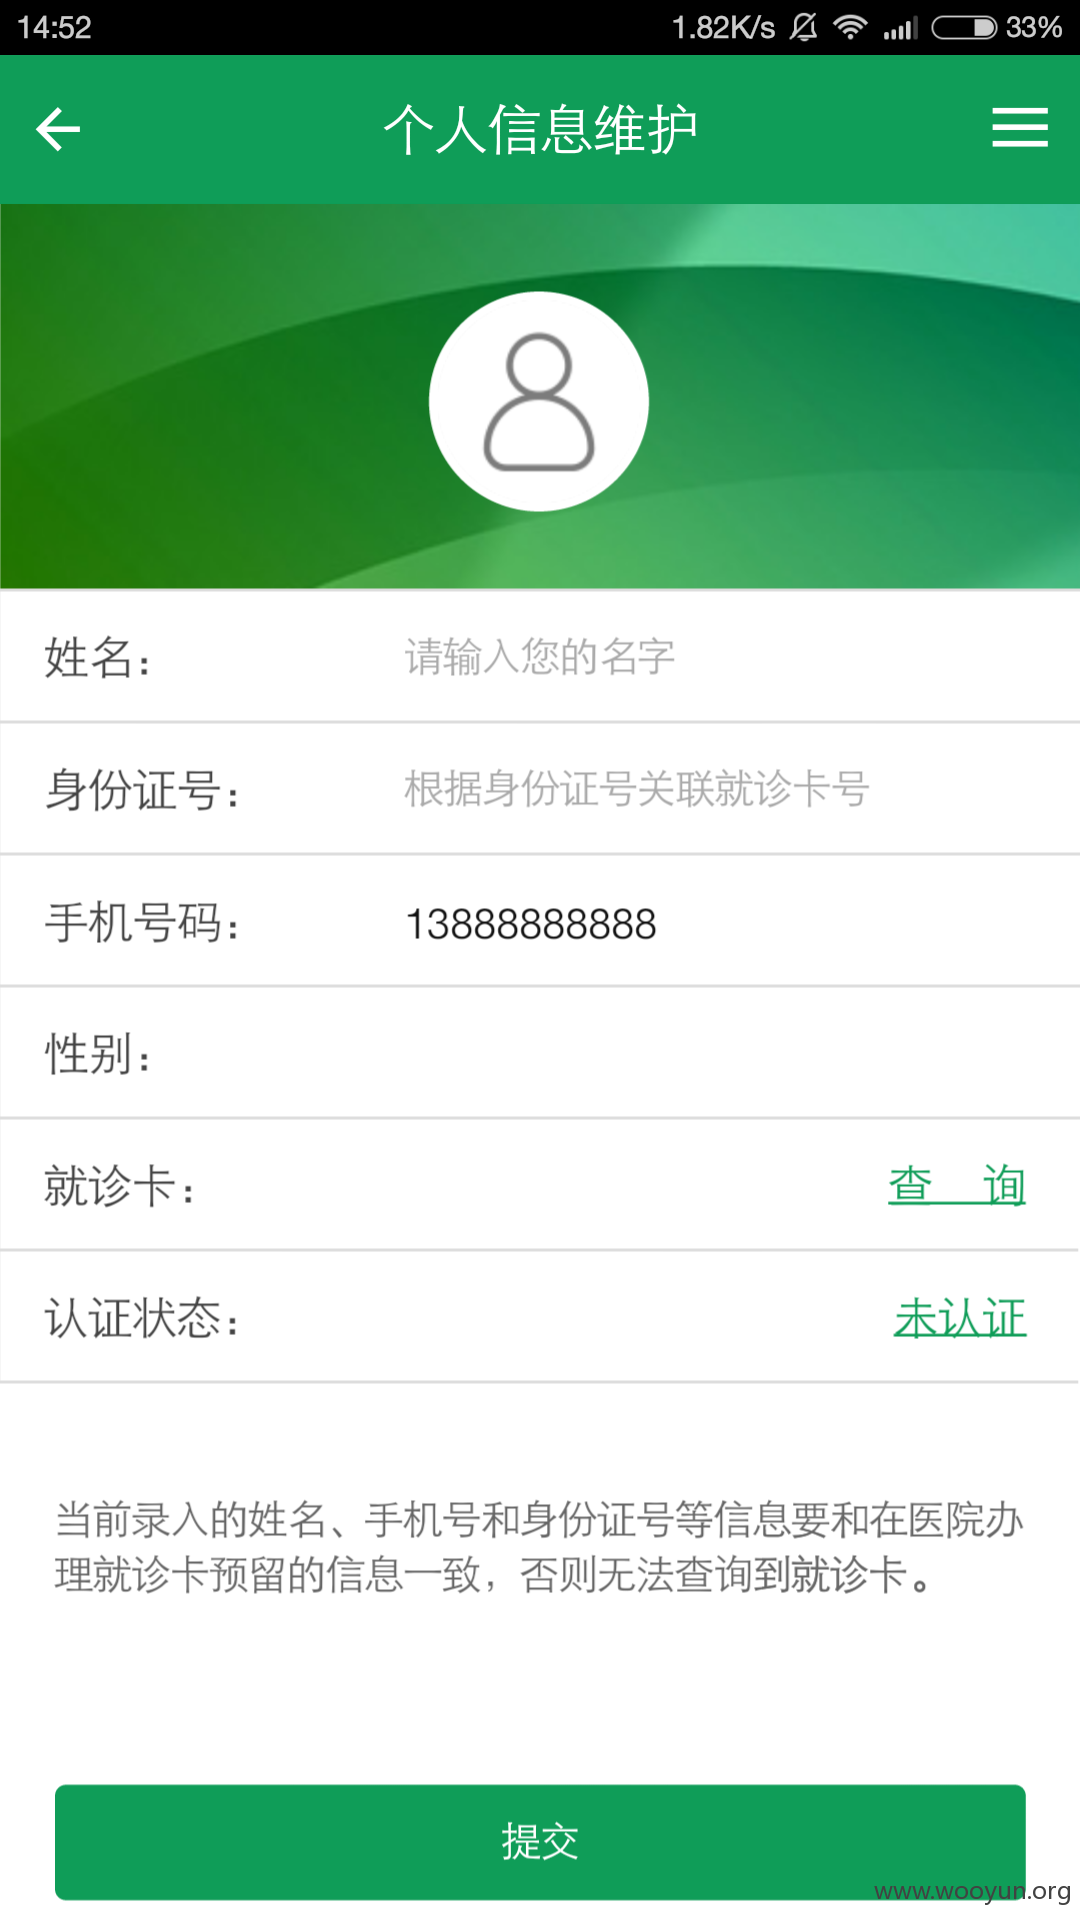 14:52 1.82K/s 33%
个人信息维护
姓名： 请输入您的名字
身份证号： 根据身份证号关联就诊卡号
手机号码： 13888888888
性别：
就诊卡： 查 询
认证状态： 未认证
当前录入的姓名、手机号和身份证号等信息要和在医院办
理就诊卡预留的信息一致，否则无法查询到就诊卡。
提交
www.wooyun.org